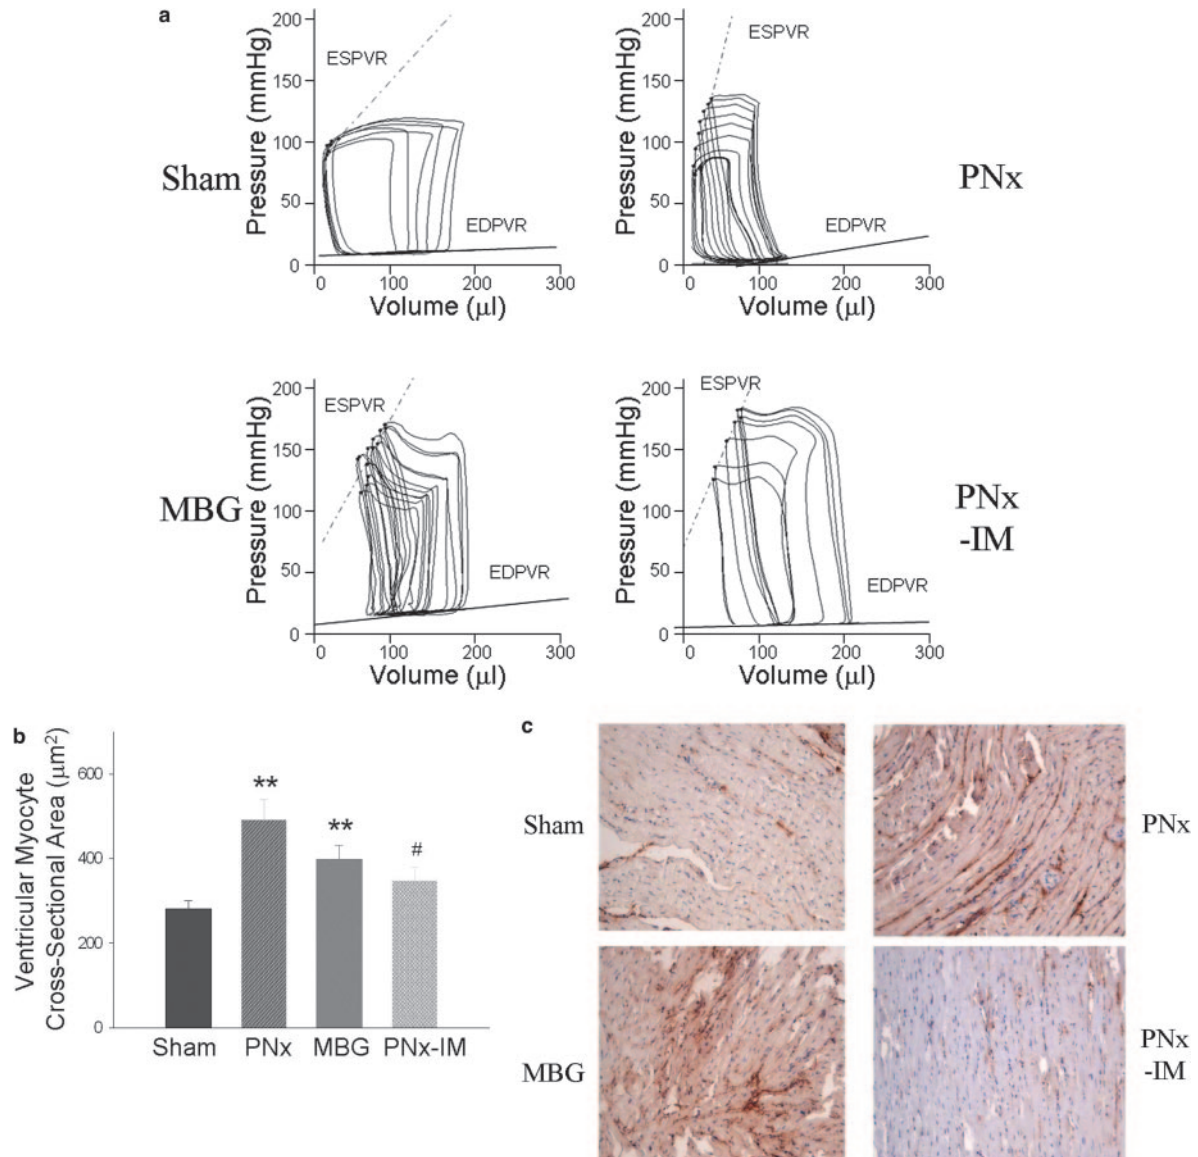 a
200
150
100
50
0
Pressure (mmHg)
ESPVR
EDPVR
0 100 200 300
Volume (μl)
Sham
200
150
100
50
0
Pressure (mmHg)
ESPVR
EDPVR
0 100 200 300
Volume (μl)
PNx
200
150
100
50
0
Pressure (mmHg)
ESPVR
EDPVR
0 100 200 300
Volume (μl)
MBG
200
150
100
50
0
Pressure (mmHg)
ESPVR
EDPVR
0 100 200 300
Volume (μl)
PNx
-IM
b
Ventricular Myocyte
Cross-Sectional Area (μm²)
600
400
200
0
**
**
#
Sham PNx MBG PNx-IM
c
Sham
PNx
MBG
PNx
-IM